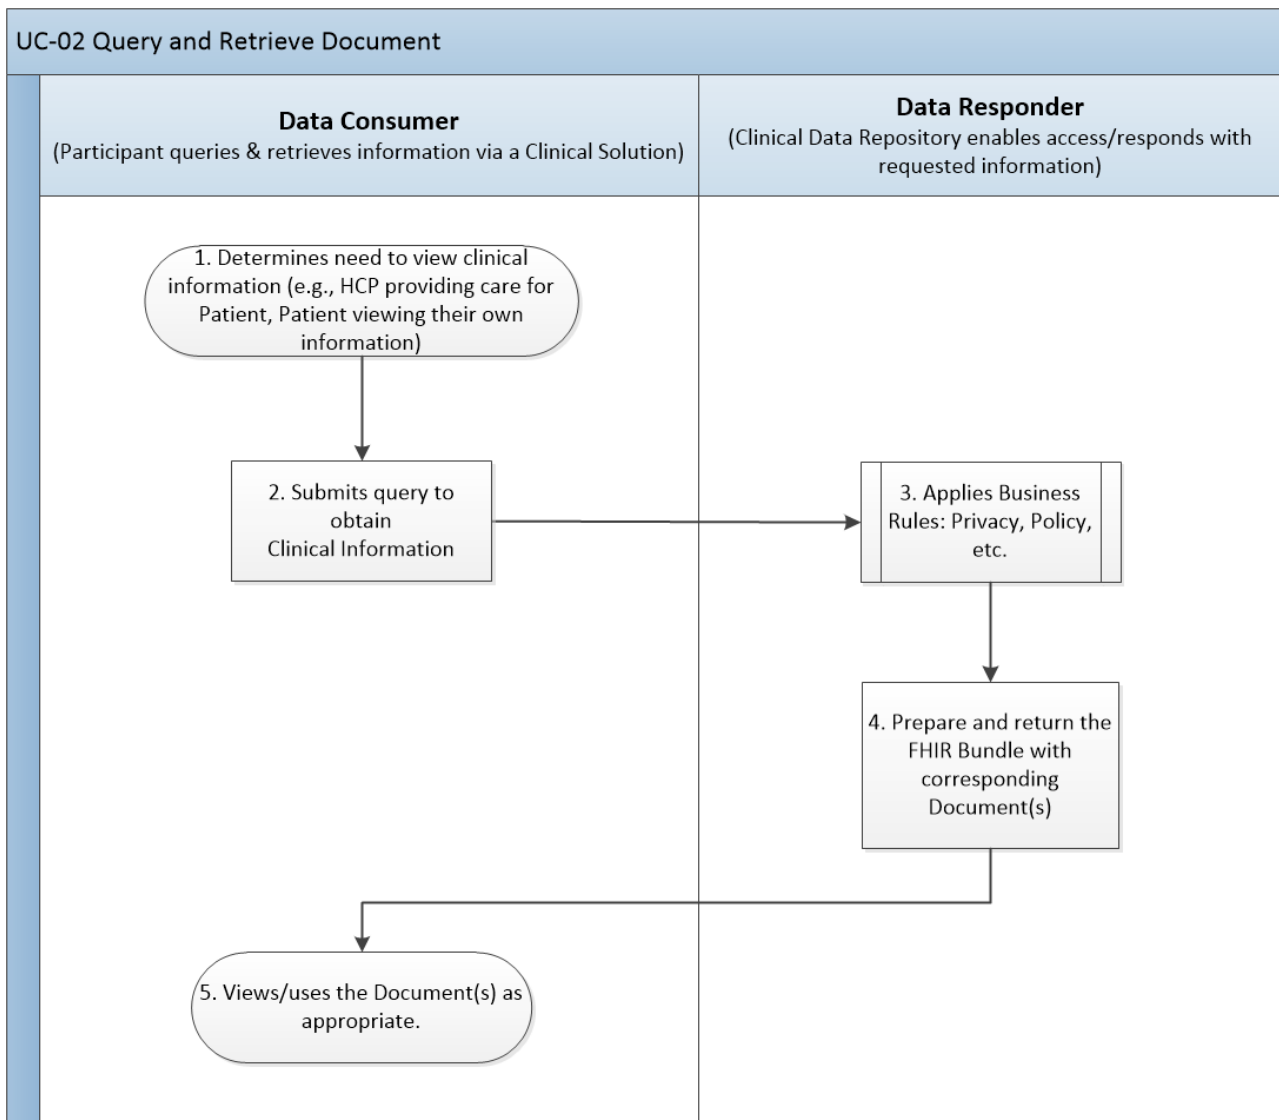 UC-02 Query and Retrieve Document
Data Consumer
(Participant queries & retrieves information via a Clinical Solution)
Data Responder
(Clinical Data Repository enables access/responds with
requested information)
1. Determines need to view clinical
information (e.g., HCP providing care for
Patient, Patient viewing their own
information)
2. Submits query to
obtain
Clinical Information
3. Applies Business
Rules: Privacy, Policy,
etc.
4. Prepare and return the
FHIR Bundle with
corresponding
Document(s)
5. Views/uses the Document(s) as
appropriate.